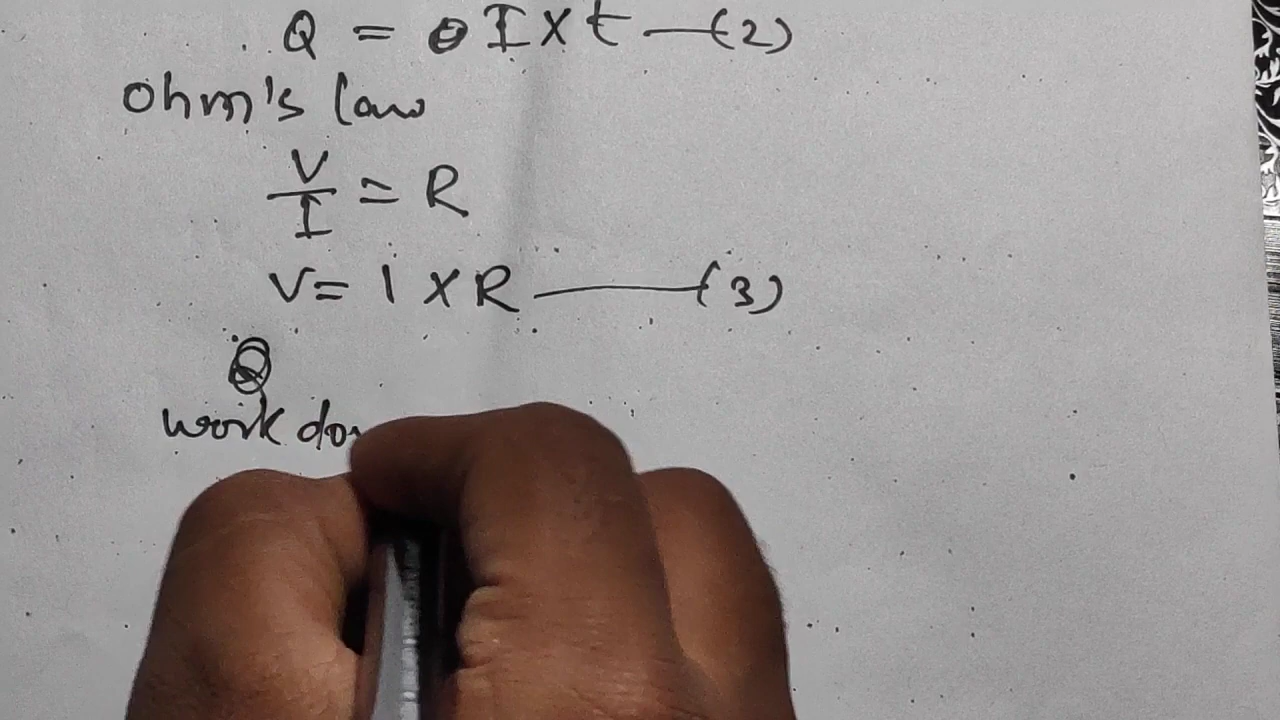 Q = I X t —(2)
ohm's law
V/I = R
V = I X R ———(3)
work do